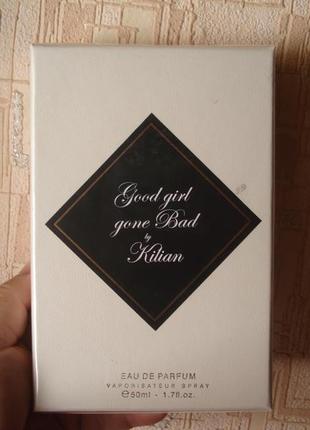 Good girl
gone Bad
by
Kilian
EAU DE PARFUM
VAPORISATEUR SPRAY
℮50ml - 1.7fl.oz.